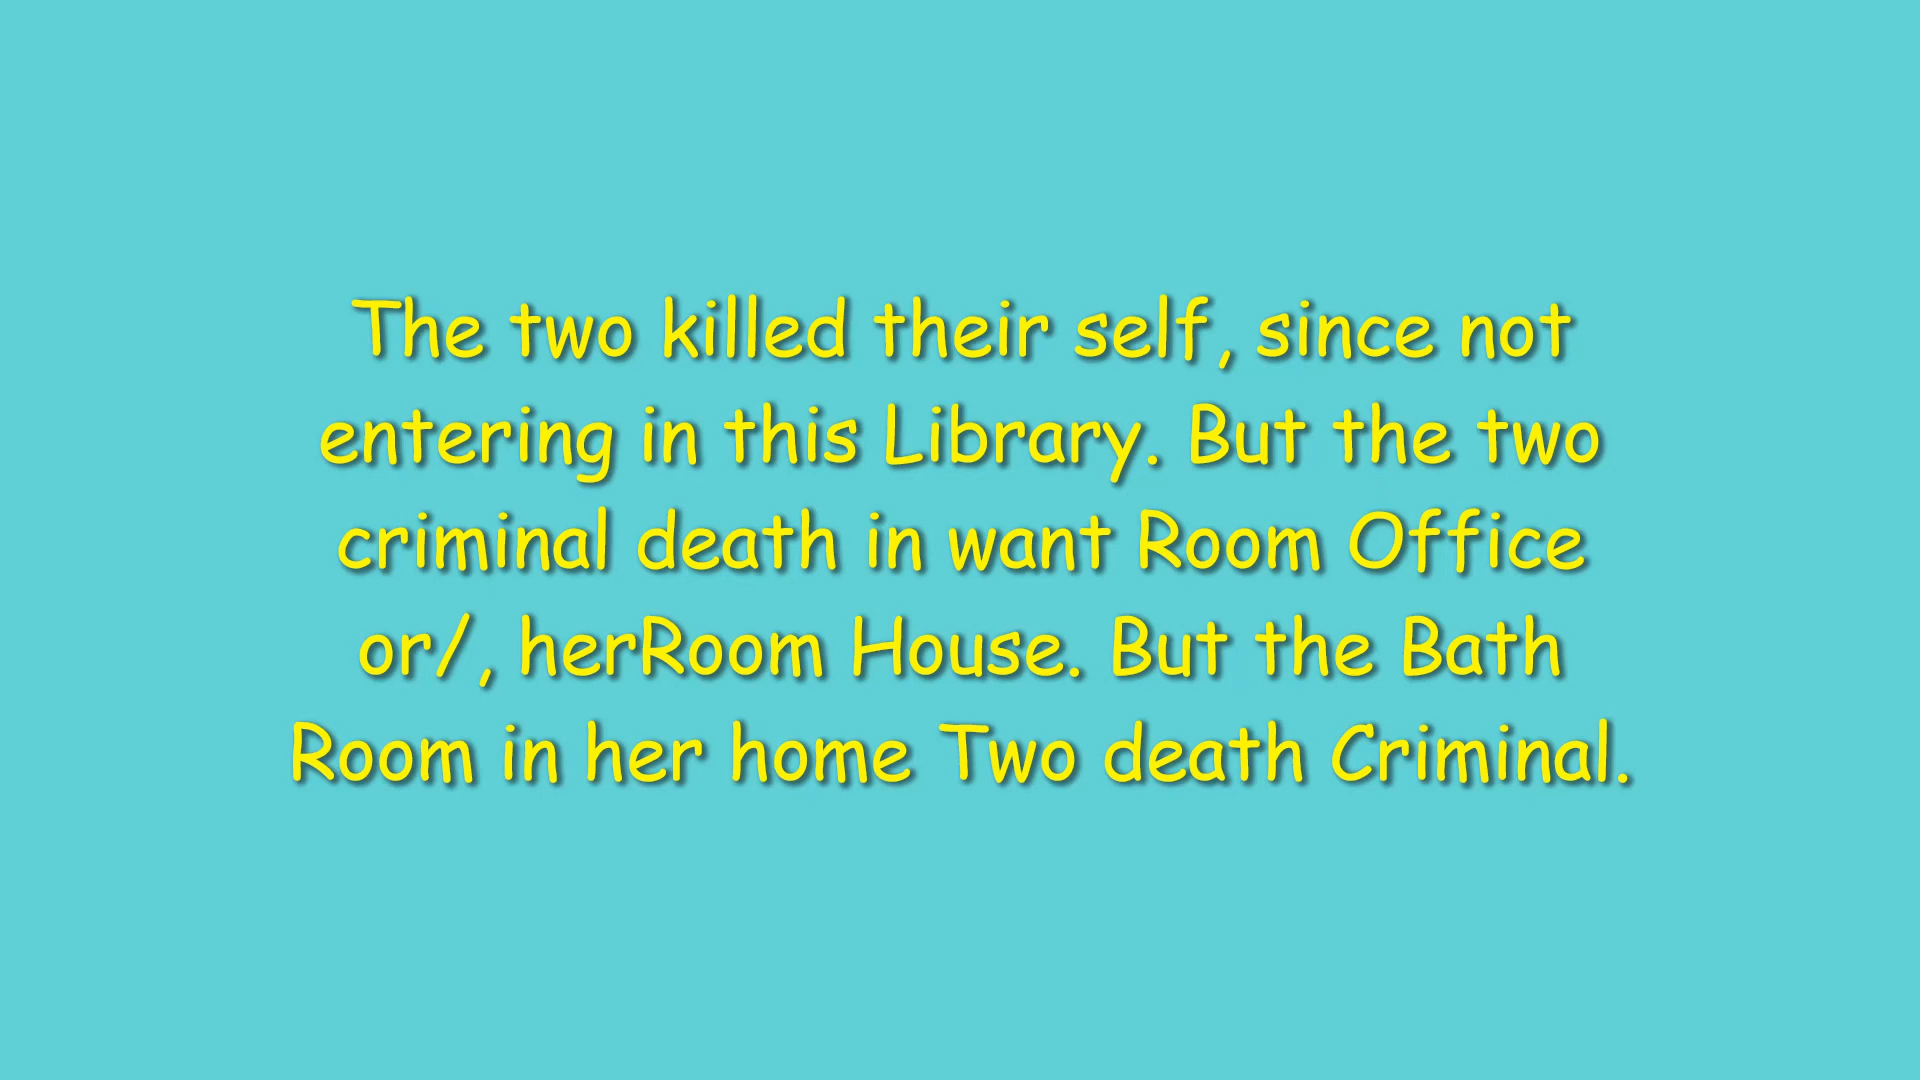 The two killed their self, since not
entering in this Library. But the two
criminal death in want Room Office
or/, herRoom House. But the Bath
Room in her home Two death Criminal.